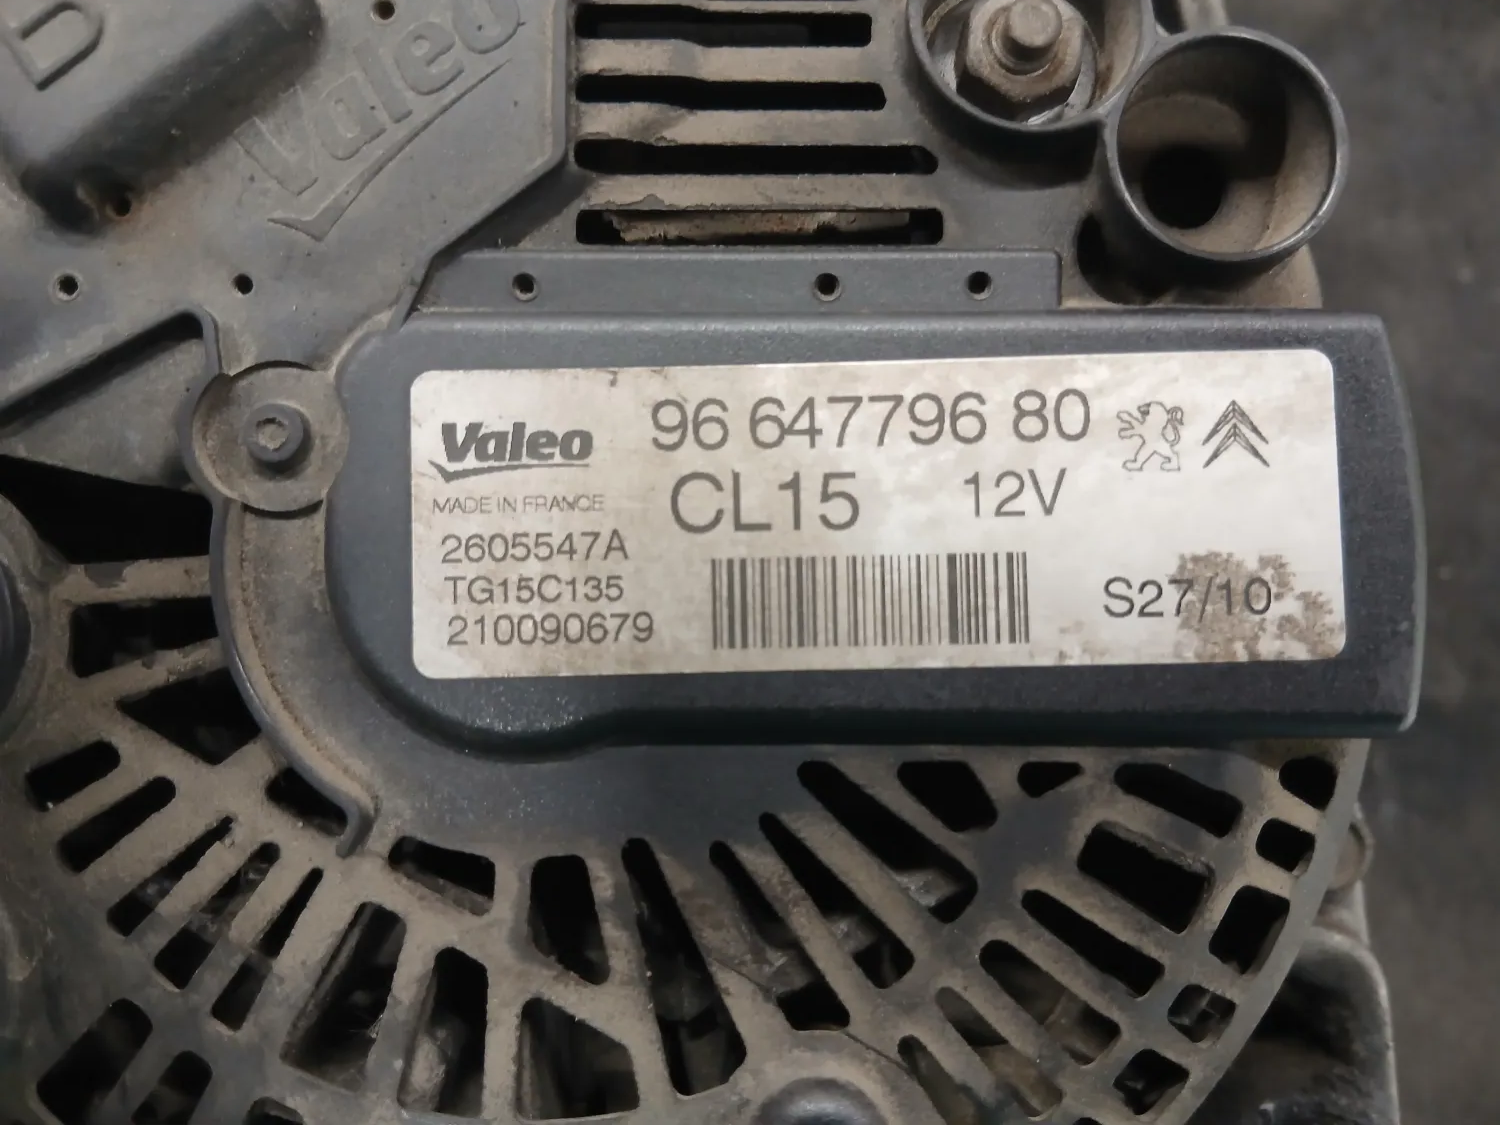 D
Valeo
Valeo
96 647796 80
CL15 12V
MADE IN FRANCE
2605547A
TG15C135
210090679
S27/10